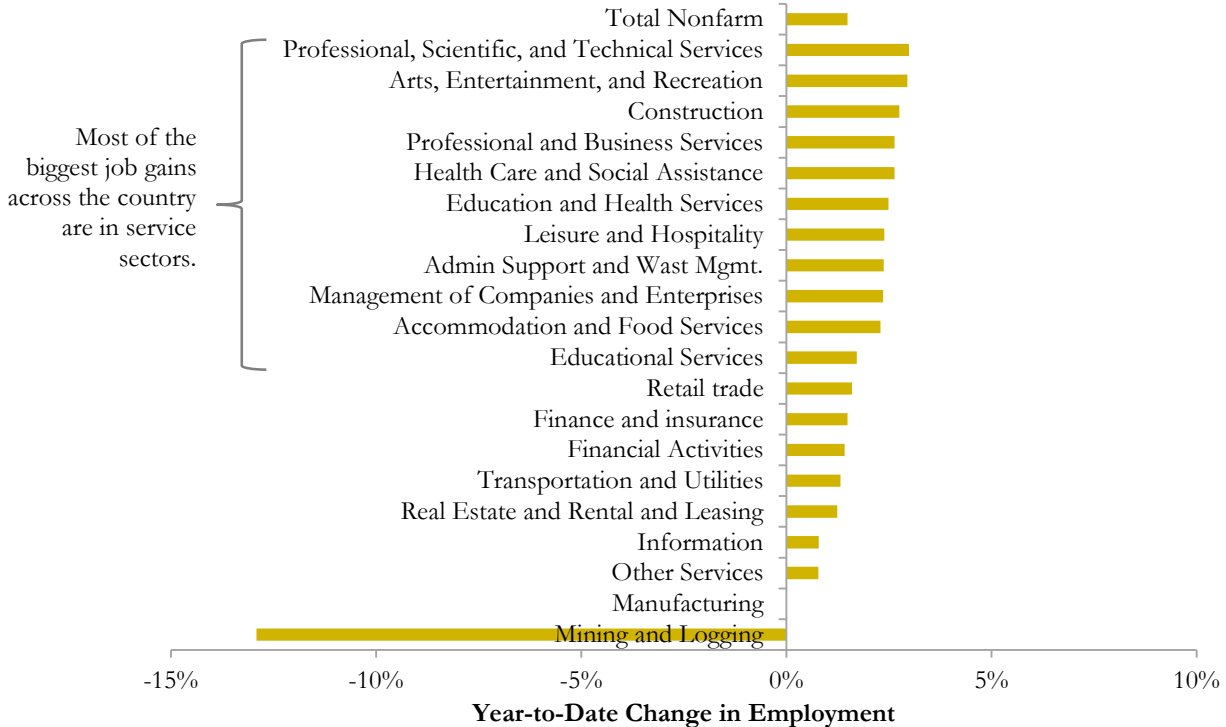 Total Nonfarm
Professional, Scientific, and Technical Services
Arts, Entertainment, and Recreation
Construction
Professional and Business Services
Health Care and Social Assistance
Education and Health Services
Leisure and Hospitality
Admin Support and Wast Mgmt.
Management of Companies and Enterprises
Accommodation and Food Services
Educational Services
Retail trade
Finance and insurance
Financial Activities
Transportation and Utilities
Real Estate and Rental and Leasing
Information
Other Services
Manufacturing
Mining and Logging
Most of the
biggest job gains
across the country
are in service
sectors.
-15% -10% -5% 0% 5% 10%
Year-to-Date Change in Employment